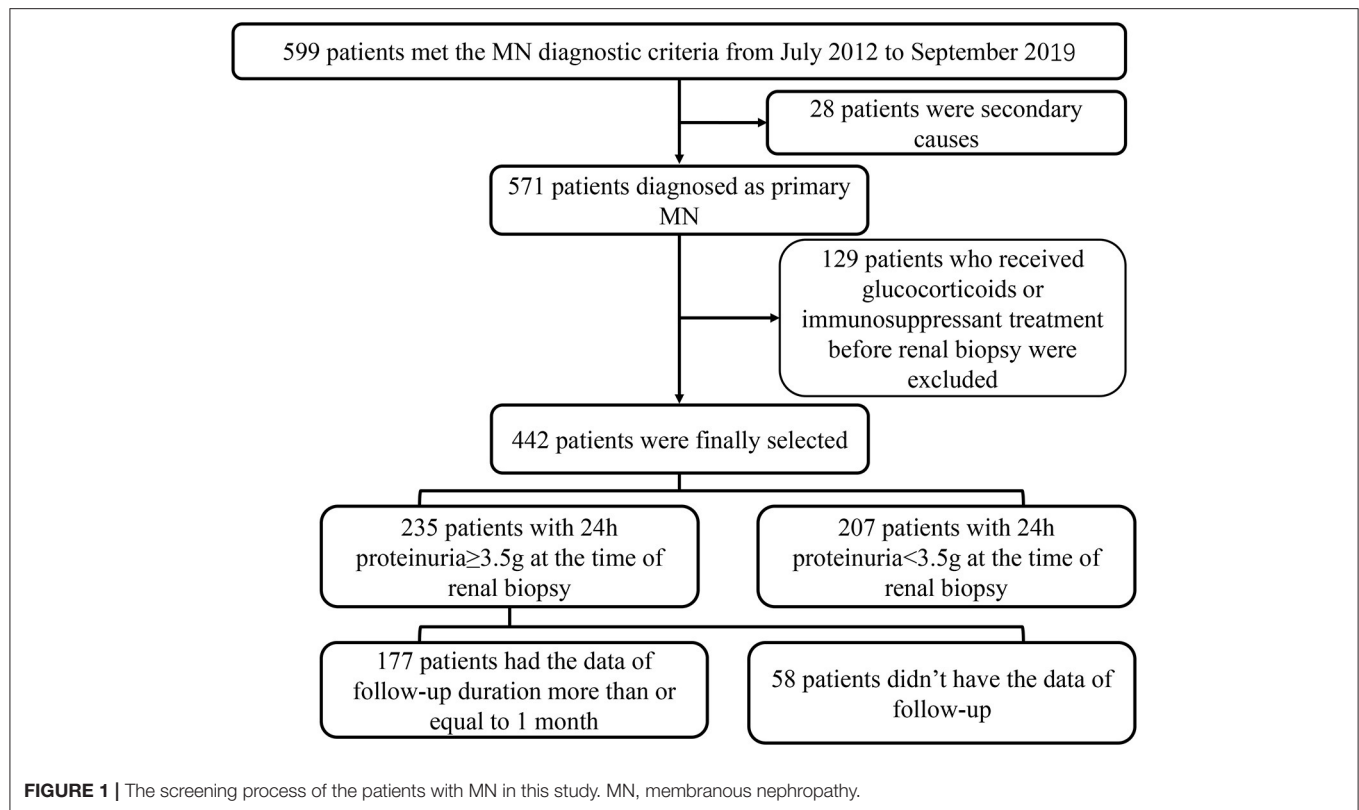 599 patients met the MN diagnostic criteria from July 2012 to September 2019
28 patients were secondary
causes
571 patients diagnosed as primary
MN
129 patients who received
glucocorticoids or
immunosuppressant treatment
before renal biopsy were
excluded
442 patients were finally selected
235 patients with 24h
proteinuria≥3.5g at the time of
renal biopsy
207 patients with 24h
proteinuria<3.5g at the time of
renal biopsy
177 patients had the data of
follow-up duration more than or
equal to 1 month
58 patients didn’t have the data of
follow-up
FIGURE 1 | The screening process of the patients with MN in this study. MN, membranous nephropathy.